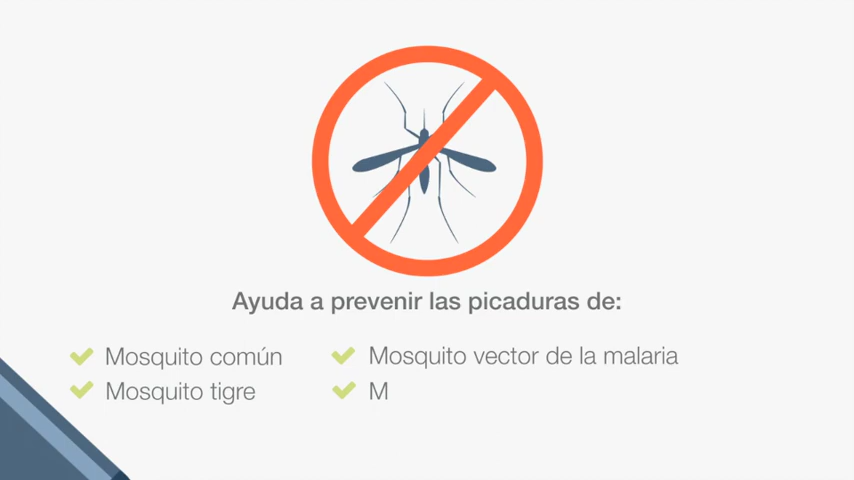 Ayuda a prevenir las picaduras de:
Mosquito común
Mosquito tigre
Mosquito vector de la malaria
M